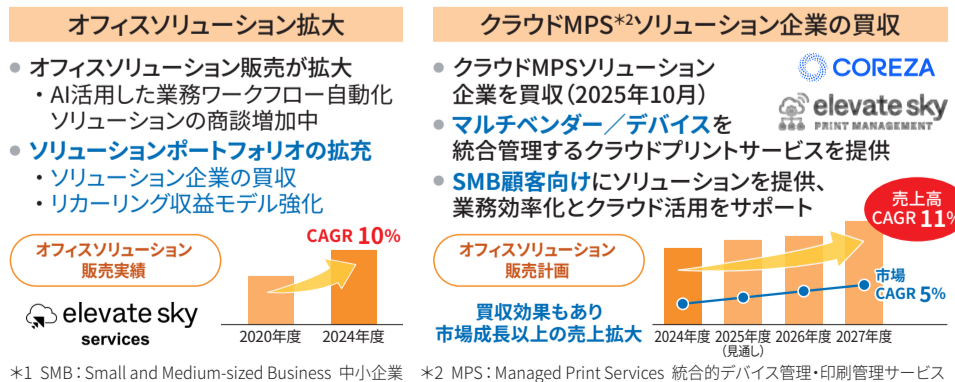 オフィスソリューション拡大
● オフィスソリューション販売が拡大
・AI活用した業務ワークフロー自動化
ソリューションの商談増加中
● ソリューションポートフォリオの拡充
・ソリューション企業の買収
・リカーリング収益モデル強化
オフィスソリューション
販売実績
CAGR 10%
elevate sky
services
2020年度 2024年度
クラウドMPS*2ソリューション企業の買収
● クラウドMPSソリューション
企業を買収（2025年10月）
COREZA
elevate sky
PRINT MANAGEMENT
● マルチベンダー／デバイスを
統合管理するクラウドプリントサービスを提供
● SMB顧客向けにソリューションを提供、
業務効率化とクラウド活用をサポート
オフィスソリューション
販売計画
売上高
CAGR 11%
市場
CAGR 5%
買収効果もあり
市場成長以上の売上拡大
2024年度 2025年度 2026年度 2027年度
（見通し）
*1 SMB：Small and Medium-sized Business 中小企業 *2 MPS：Managed Print Services 統合的デバイス管理・印刷管理サービス